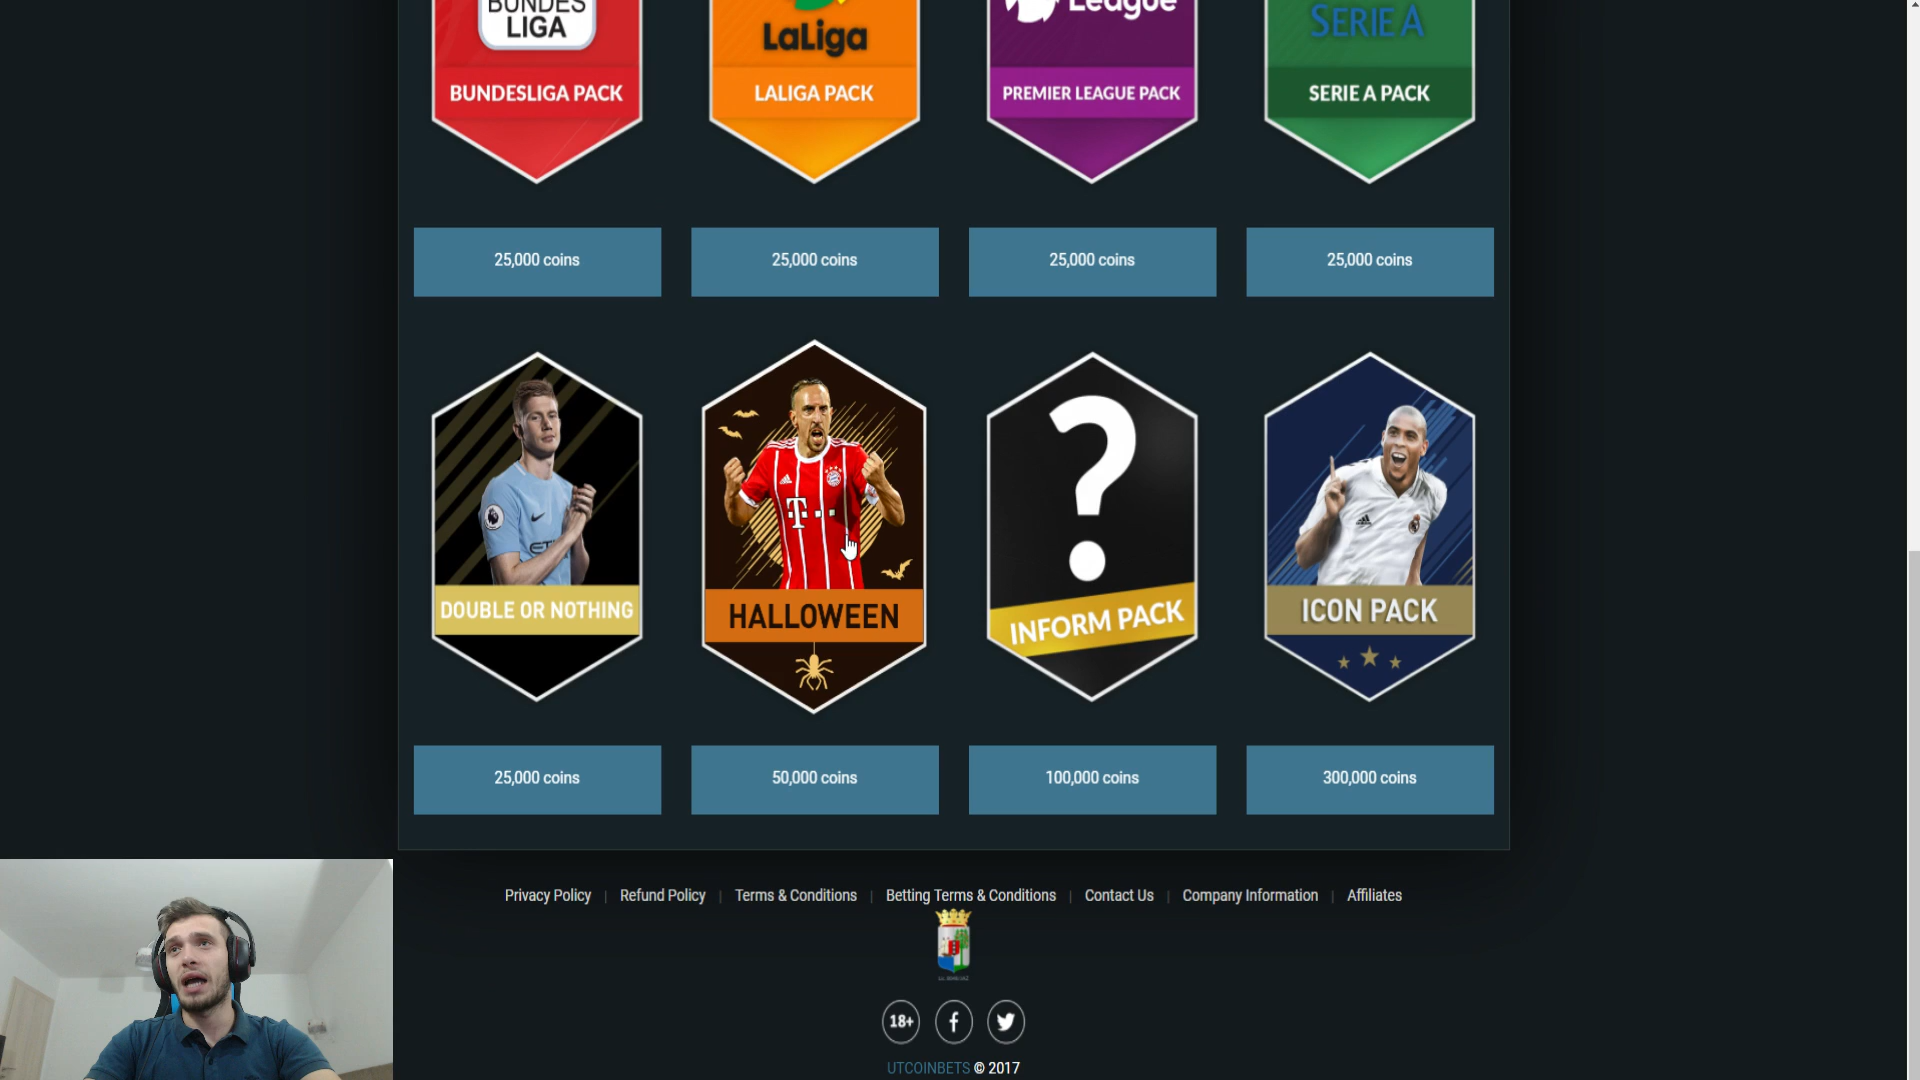 BUNDES
LIGA
LaLiga
League
SERIE A
BUNDESLIGA PACK
LALIGA PACK
PREMIER LEAGUE PACK
SERIE A PACK
25,000 coins
25,000 coins
25,000 coins
25,000 coins
DOUBLE OR NOTHING
T
HALLOWEEN
?
INFORM PACK
ICON PACK
25,000 coins
50,000 coins
100,000 coins
300,000 coins
Privacy Policy | Refund Policy | Terms & Conditions | Betting Terms & Conditions | Contact Us | Company Information | Affiliates
18+
UTCOINBETS © 2017